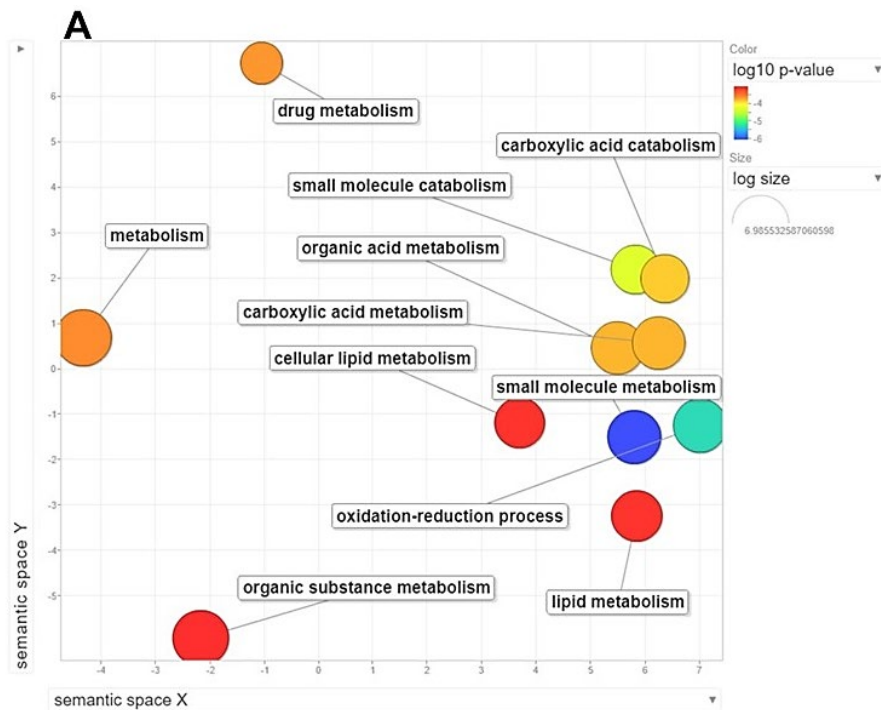 A
Color
log10 p-value
-4
-5
-6
Size
log size
6.985532587060598
drug metabolism
carboxylic acid catabolism
small molecule catabolism
metabolism
organic acid metabolism
carboxylic acid metabolism
cellular lipid metabolism
small molecule metabolism
oxidation-reduction process
organic substance metabolism
lipid metabolism
6
5
4
3
2
1
0
-1
-2
-3
-4
-5
semantic space Y
-4
-3
-2
-1
0
1
2
3
4
5
6
7
semantic space X